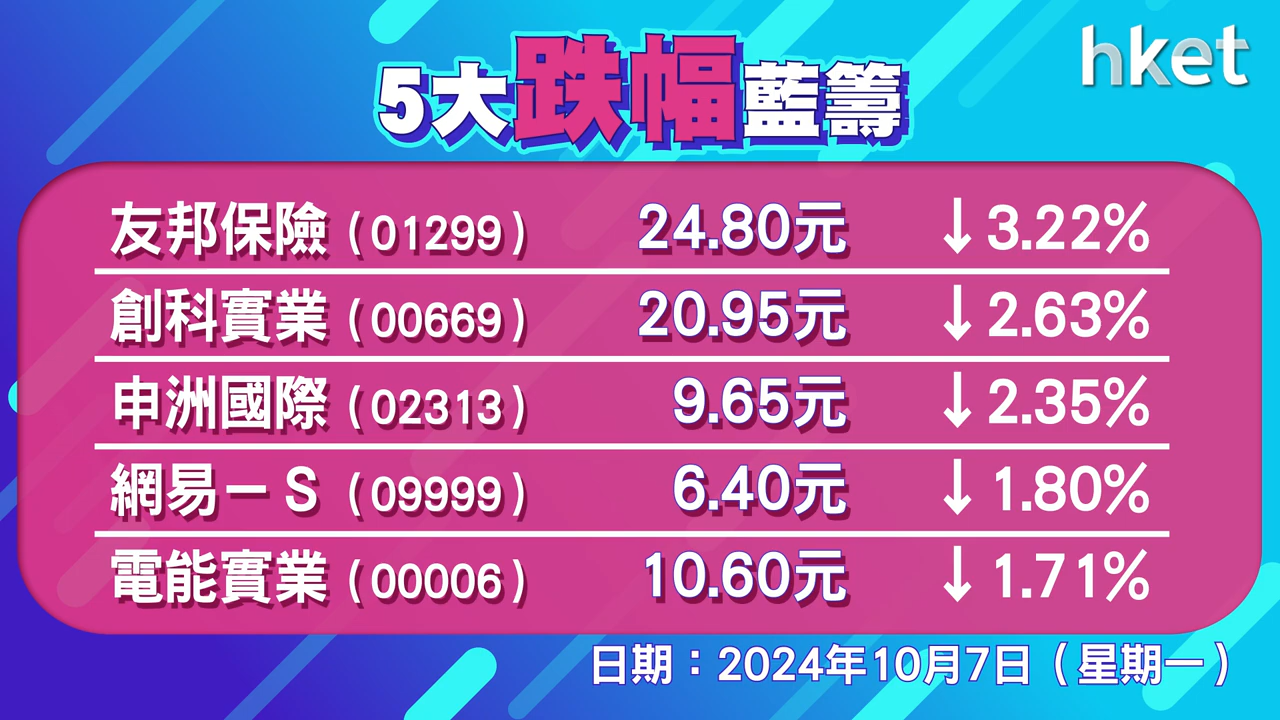 hket
5大跌幅藍籌
友邦保險（01299） 24.80元 ↓3.22%
創科實業（00669） 20.95元 ↓2.63%
申洲國際（02313） 9.65元 ↓2.35%
網易－S（09999） 6.40元 ↓1.80%
電能實業（00006） 10.60元 ↓1.71%
日期：2024年10月7日（星期一）